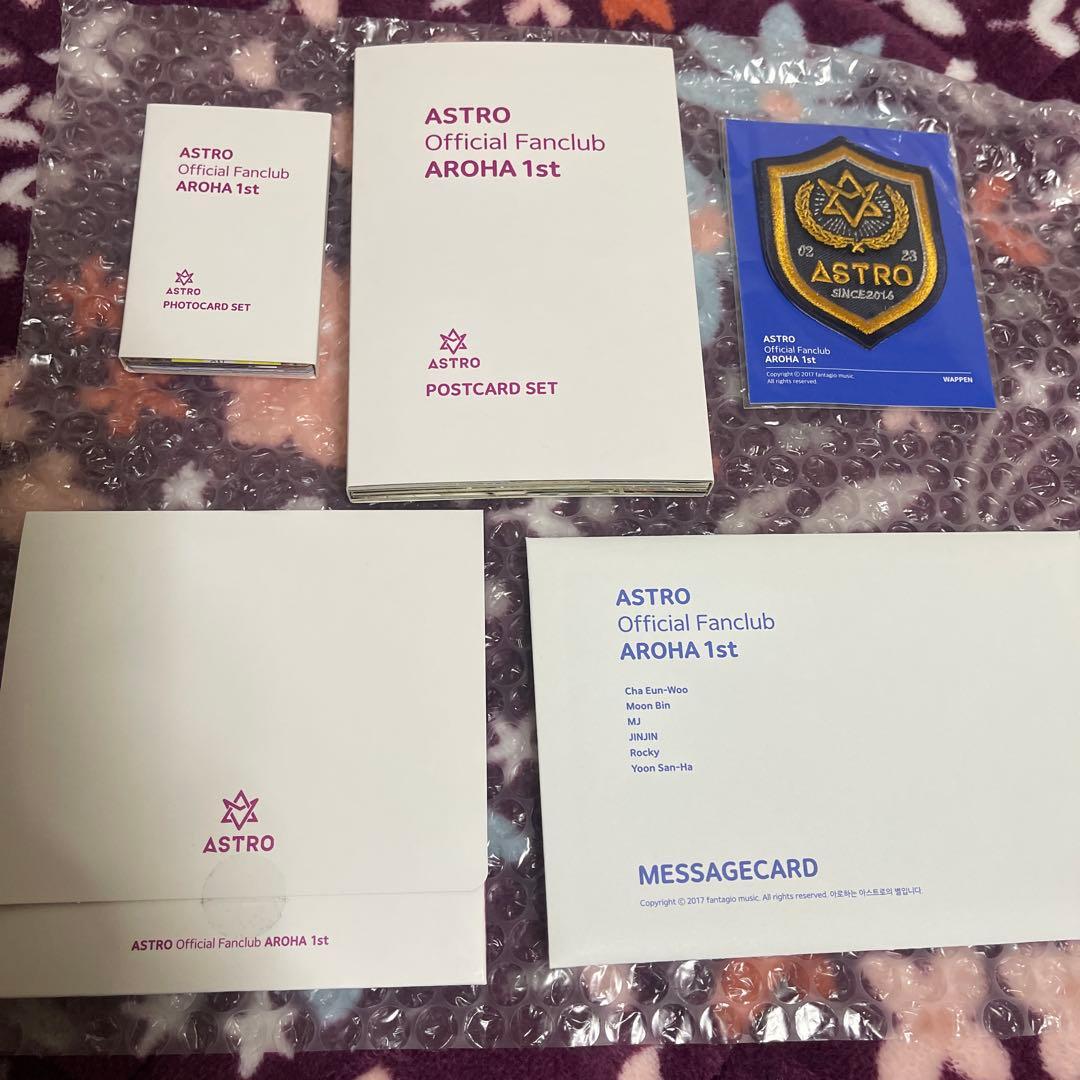 ASTRO
Official Fanclub
AROHA 1st
ASTRO
PHOTOCARD SET
ASTRO
Official Fanclub
AROHA 1st
ASTRO
POSTCARD SET
02 23
ASTRO
SINCE2016
ASTRO
Official Fanclub
AROHA 1st
Copyright ⓒ 2017 fantagio music.
All rights reserved.
WAPPEN
ASTRO
ASTRO Official Fanclub AROHA 1st
ASTRO
Official Fanclub
AROHA 1st
Cha Eun-Woo
Moon Bin
MJ
JINJIN
Rocky
Yoon San-Ha
MESSAGECARD
Copyright ⓒ 2017 fantagio music. All rights reserved. 아로하는 아스트로의 별입니다.